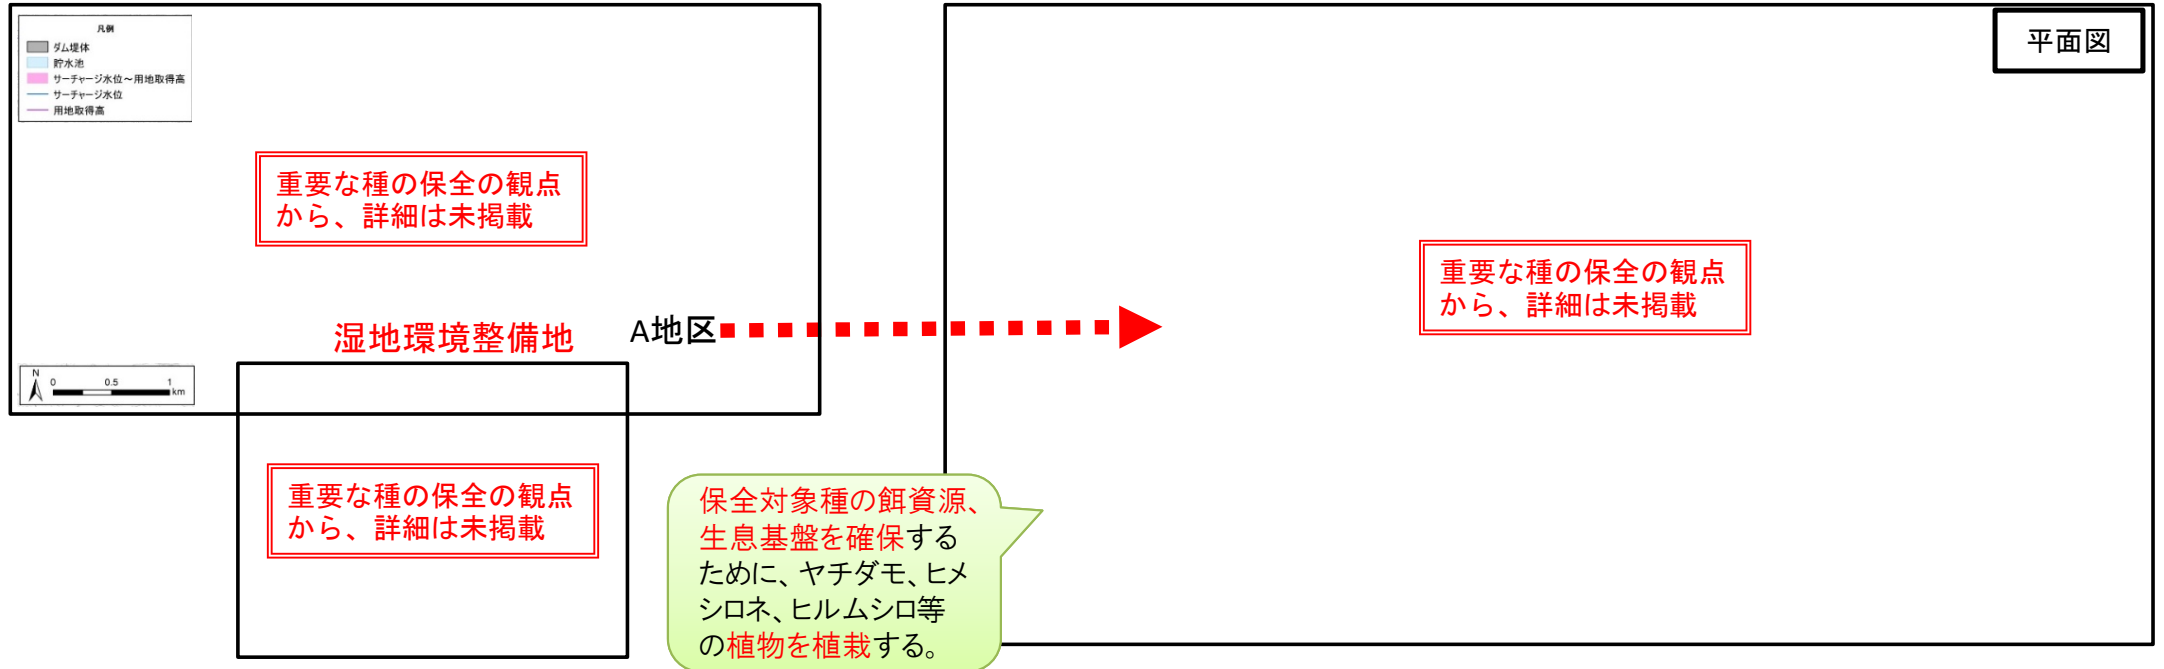 凡例
ダム堤体
貯水池
サーチャージ水位～用地取得高
サーチャージ水位
用地取得高
重要な種の保全の観点
から、詳細は未掲載
湿地環境整備地
A地区
N
0 0.5 1
km
重要な種の保全の観点
から、詳細は未掲載
保全対象種の餌資源、
生息基盤を確保する
ために、ヤチダモ、ヒメ
シロネ、ヒルムシロ等
の植物を植栽する。
平面図
重要な種の保全の観点
から、詳細は未掲載